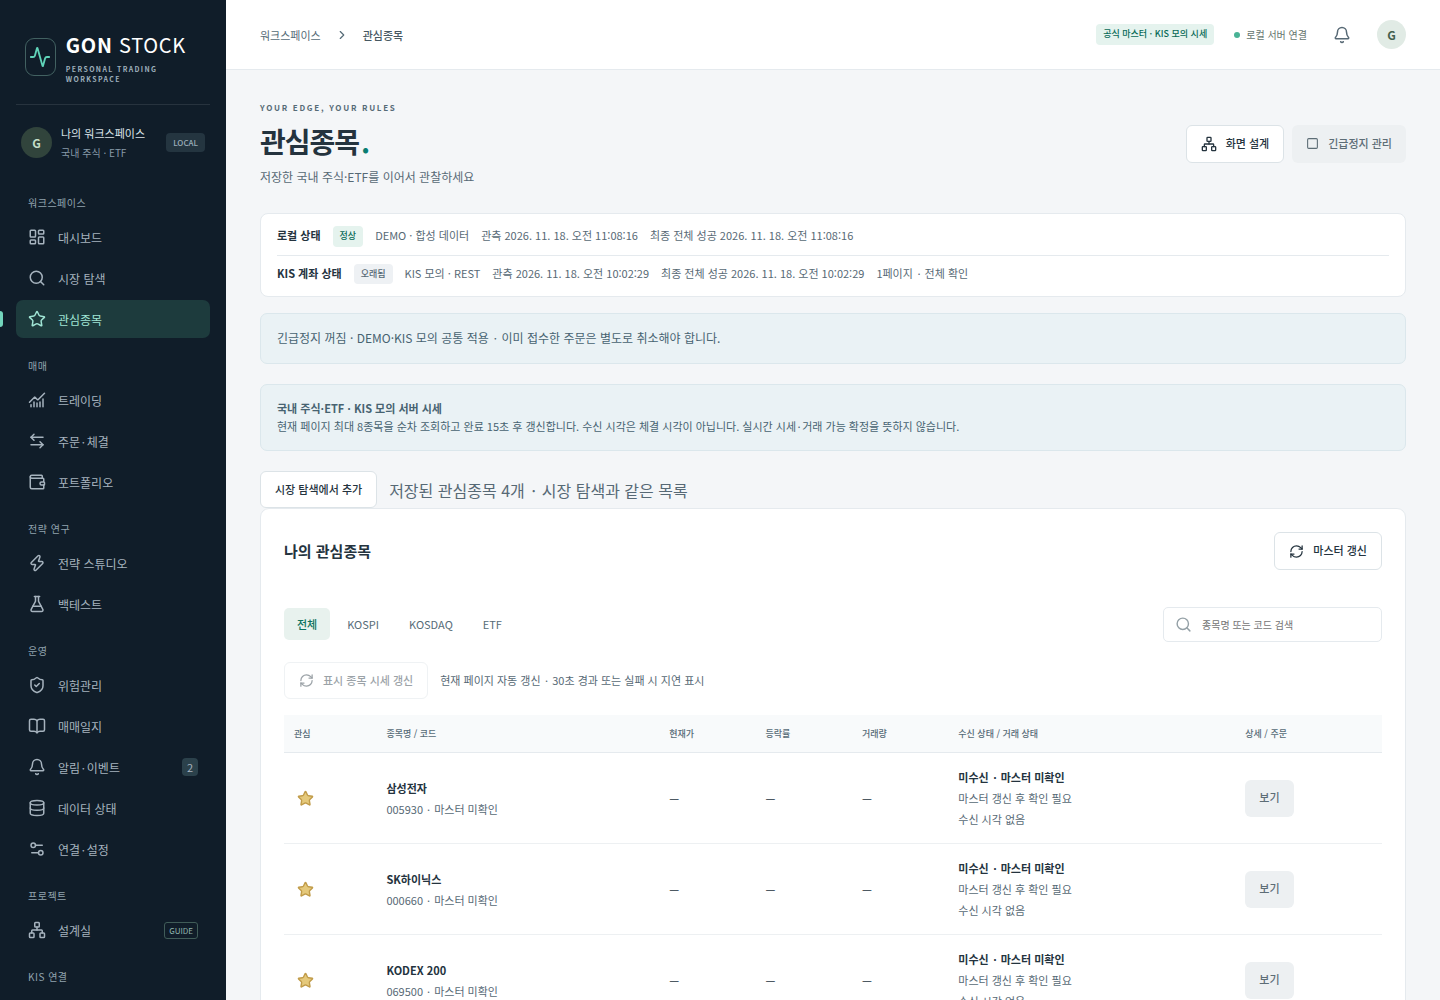 GON STOCK
PERSONAL TRADING
WORKSPACE
G
나의 워크스페이스
국내 주식 · ETF
LOCAL
워크스페이스
대시보드
시장 탐색
관심종목
매매
트레이딩
주문·체결
포트폴리오
전략 연구
전략 스튜디오
백테스트
운영
위험관리
매매일지
알림·이벤트
2
데이터 상태
연결·설정
프로젝트
설계실
GUIDE
KIS 연결
워크스페이스
관심종목
공식 마스터 · KIS 모의 시세
로컬 서버 연결
G
YOUR EDGE, YOUR RULES
관심종목.
저장한 국내 주식·ETF를 이어서 관찰하세요
화면 설계
긴급정지 관리
로컬 상태 정상 DEMO · 합성 데이터 관측 2026. 11. 18. 오전 11:08:16 최종 전체 성공 2026. 11. 18. 오전 11:08:16
KIS 계좌 상태 오래됨 KIS 모의 · REST 관측 2026. 11. 18. 오전 10:02:29 최종 전체 성공 2026. 11. 18. 오전 10:02:29 1페이지 · 전체 확인
긴급정지 꺼짐 · DEMO·KIS 모의 공통 적용 · 이미 접수한 주문은 별도로 취소해야 합니다.
국내 주식·ETF · KIS 모의 서버 시세
현재 페이지 최대 8종목을 순차 조회하고 완료 15초 후 갱신합니다. 수신 시각은 체결 시각이 아닙니다. 실시간 시세·거래 가능 확정을 뜻하지 않습니다.
시장 탐색에서 추가
저장된 관심종목 4개 · 시장 탐색과 같은 목록
나의 관심종목
마스터 갱신
전체 KOSPI KOSDAQ ETF
종목명 또는 코드 검색
표시 종목 시세 갱신
현재 페이지 자동 갱신 · 30초 경과 또는 실패 시 지연 표시
관심 종목명 / 코드 현재가 등락률 거래량 수신 상태 / 거래 상태 상세 / 주문
삼성전자
005930 · 마스터 미확인
— — —
미수신 · 마스터 미확인
마스터 갱신 후 확인 필요
수신 시각 없음
보기
SK하이닉스
000660 · 마스터 미확인
— — —
미수신 · 마스터 미확인
마스터 갱신 후 확인 필요
수신 시각 없음
보기
KODEX 200
069500 · 마스터 미확인
— — —
미수신 · 마스터 미확인
마스터 갱신 후 확인 필요
수신 시각 없음
보기